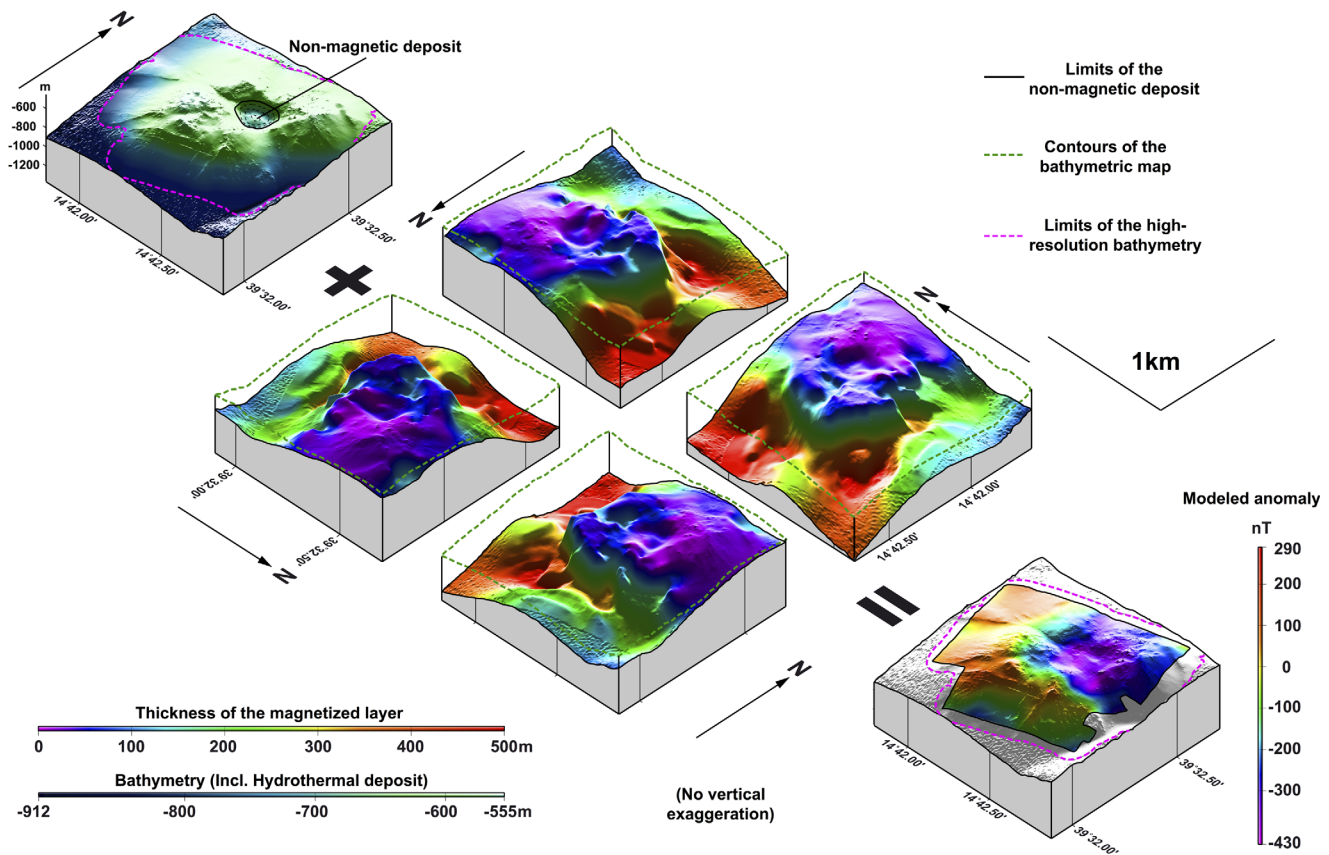 N
Non-magnetic deposit
m
-600
-800
-1000
-1200
14°42.00'
14°42.50'
39°32.00'
39°32.50'
Limits of the
non-magnetic deposit
Contours of the
bathymetric map
Limits of the high-
resolution bathymetry
N
N
1km
39°32.00'
39°32.50'
N
14°42.50'
14°42.00'
N
(No vertical
exaggeration)
Thickness of the magnetized layer
0 100 200 300 400 500m
Bathymetry (Incl. Hydrothermal deposit)
-912 -800 -700 -600 -555m
Modeled anomaly
nT
290
200
100
0
-100
-200
-300
-430
14°42.00'
14°42.50'
39°32.00'
39°32.50'